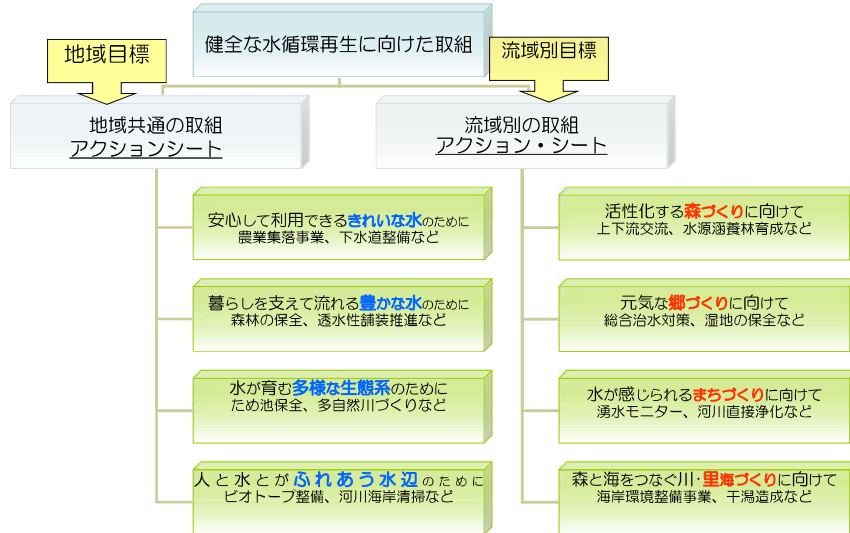 健全な水循環再生に向けた取組
地域目標
流域別目標
地域共通の取組
アクションシート
流域別の取組
アクション・シート
安心して利用できるきれいな水のために
農業集落事業、下水道整備など
暮らしを支えて流れる豊かな水のために
森林の保全、透水性舗装推進など
水が育む多様な生態系のために
ため池保全、多自然川づくりなど
人と水とがふれあう水辺のために
ビオトープ整備、河川海岸清掃など
活性化する森づくりに向けて
上下流交流、水源涵養林育成など
元気な郷づくりに向けて
総合治水対策、湿地の保全など
水が感じられるまちづくりに向けて
湧水モニター、河川直接浄化など
森と海をつなぐ川・里海づくりに向けて
海岸環境整備事業、干潟造成など